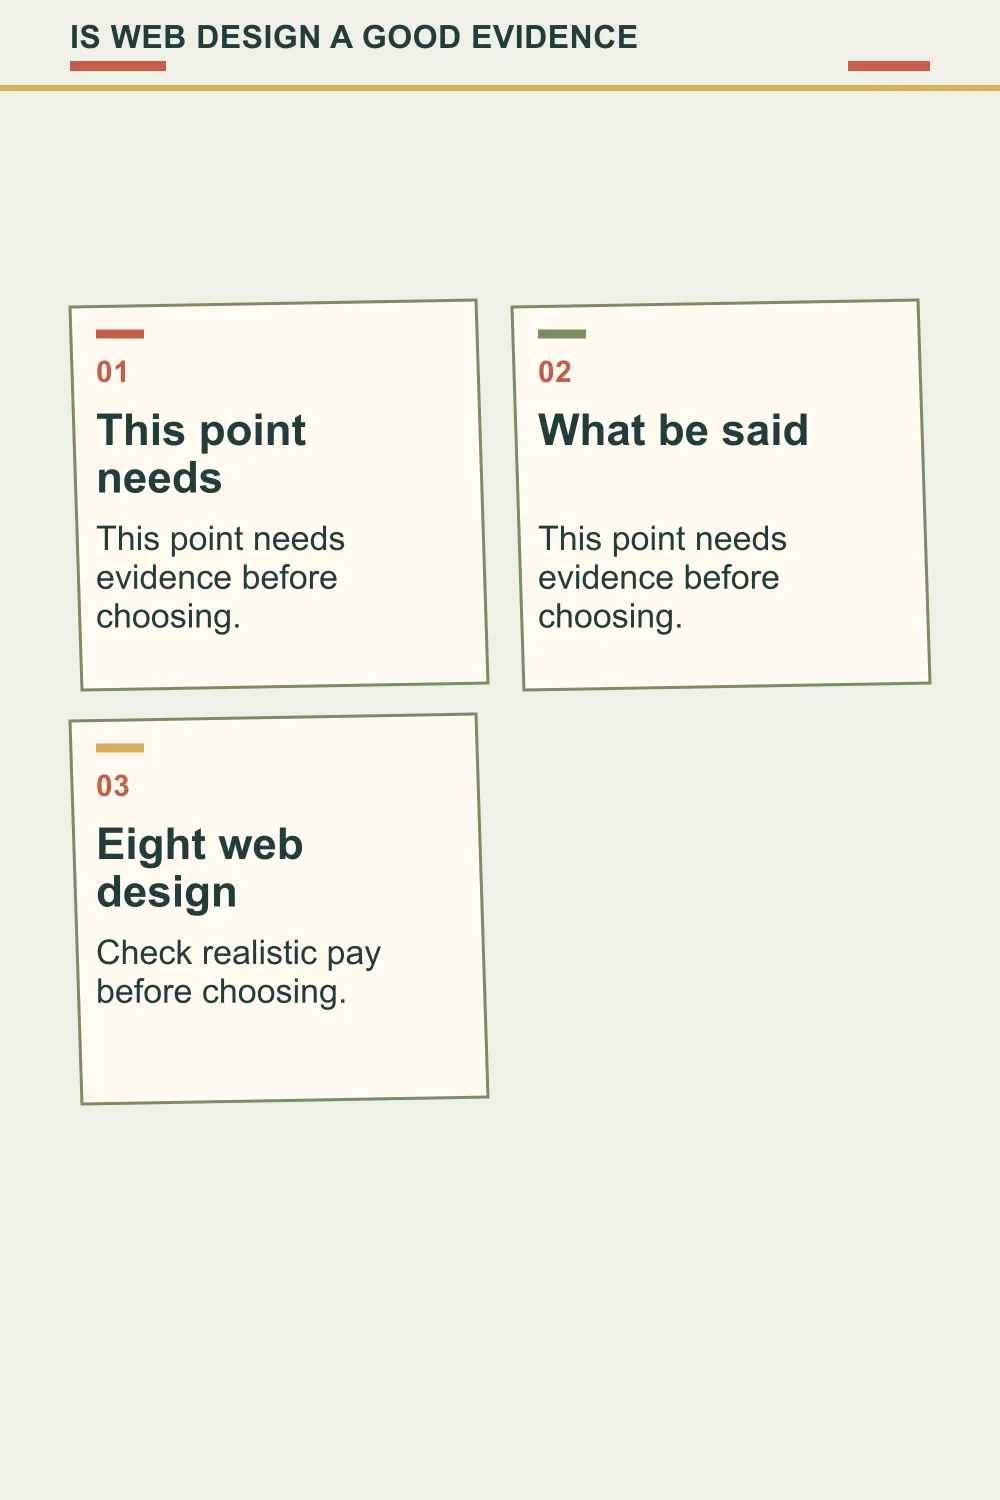 IS WEB DESIGN A GOOD EVIDENCE
01
This point
needs
This point needs
evidence before
choosing.
02
What be said
This point needs
evidence before
choosing.
03
Eight web
design
Check realistic pay
before choosing.